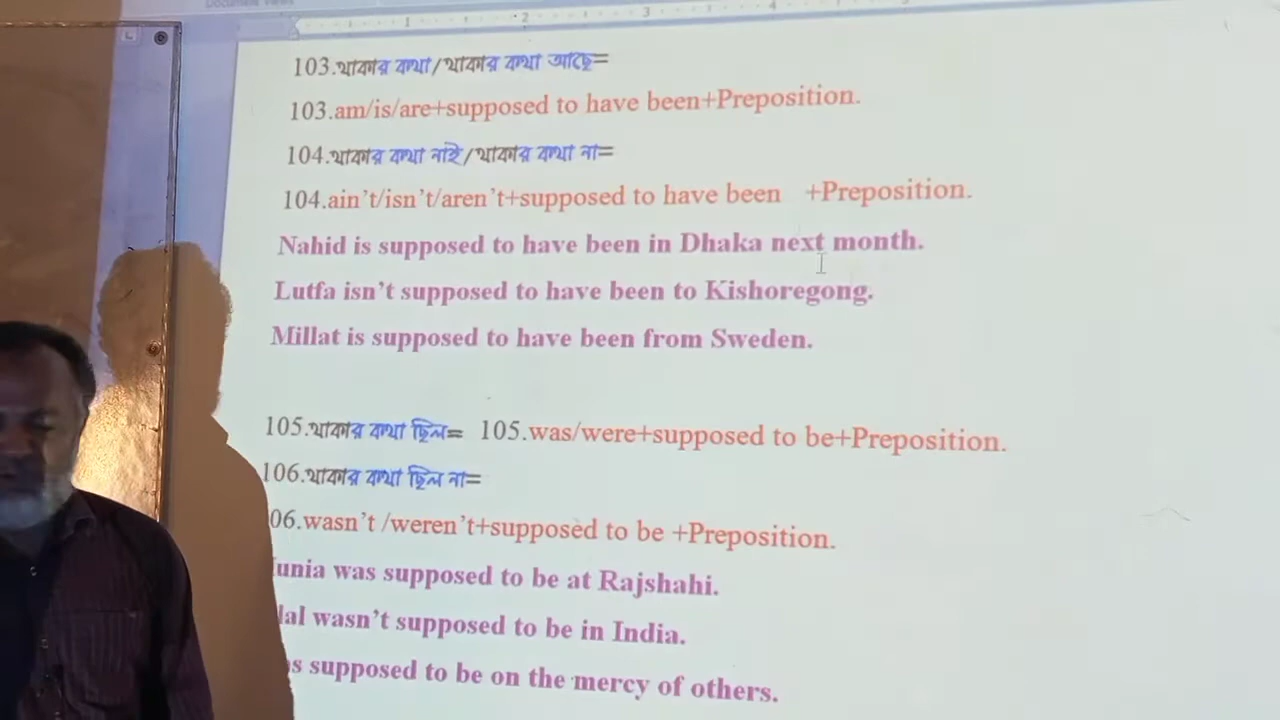 Document Views
103.থাকার কথা/থাকার কথা আছে=
103.am/is/are+supposed to have been+Preposition.
104.থাকার কথা নাই/থাকার কথা না=
104.ain't/isn't/aren't+supposed to have been +Preposition.
Nahid is supposed to have been in Dhaka next month.
Lutfa isn't supposed to have been to Kishoregong.
Millat is supposed to have been from Sweden.
105.থাকার কথা ছিল= 105.was/were+supposed to be+Preposition.
106.থাকার কথা ছিল না=
06.wasn't /weren't+supposed to be +Preposition.
unia was supposed to be at Rajshahi.
lal wasn't supposed to be in India.
as supposed to be on the mercy of others.